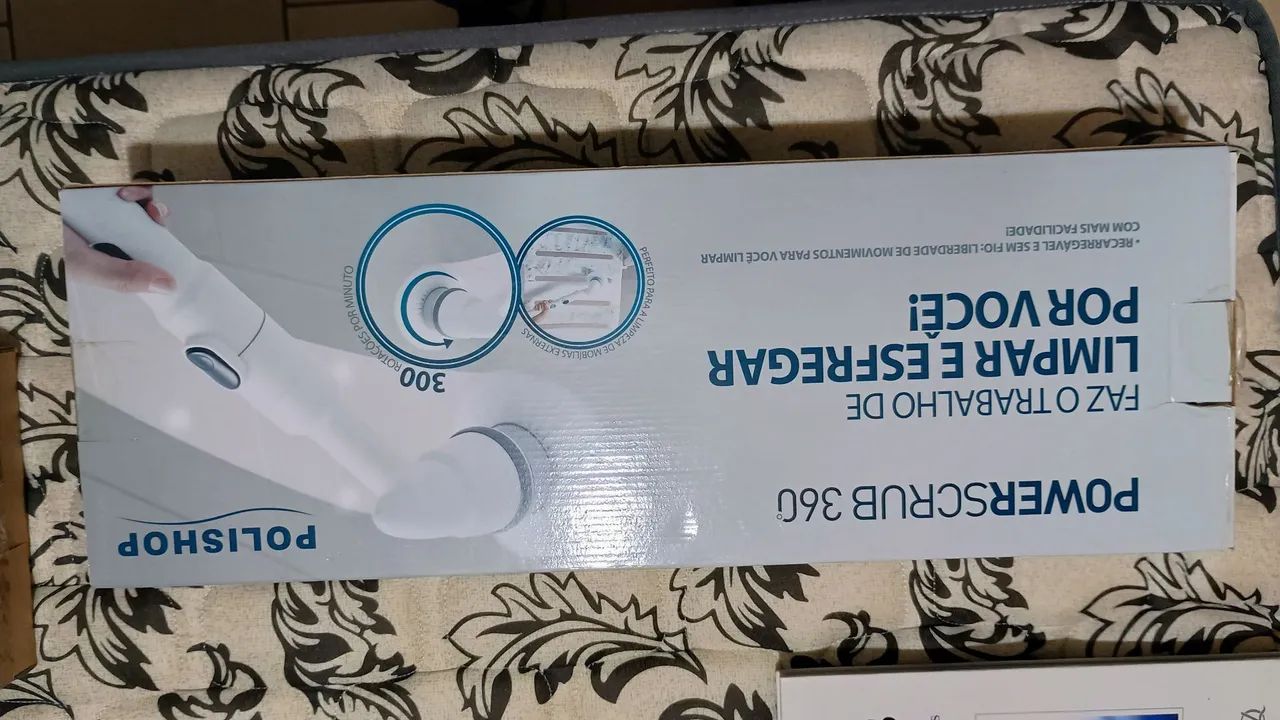 POWERSCRUB 360°
FAZ O TRABALHO DE
LIMPAR E ESFREGAR
POR VOCÊ!
• RECARREGÁVEL E SEM FIO: LIBERDADE DE MOVIMENTOS PARA VOCÊ LIMPAR
COM MAIS FACILIDADE!
PERFEITO PARA A LIMPEZA DE MOBÍLIAS EXTERNAS
300 ROTAÇÕES POR MINUTO
POLISHOP